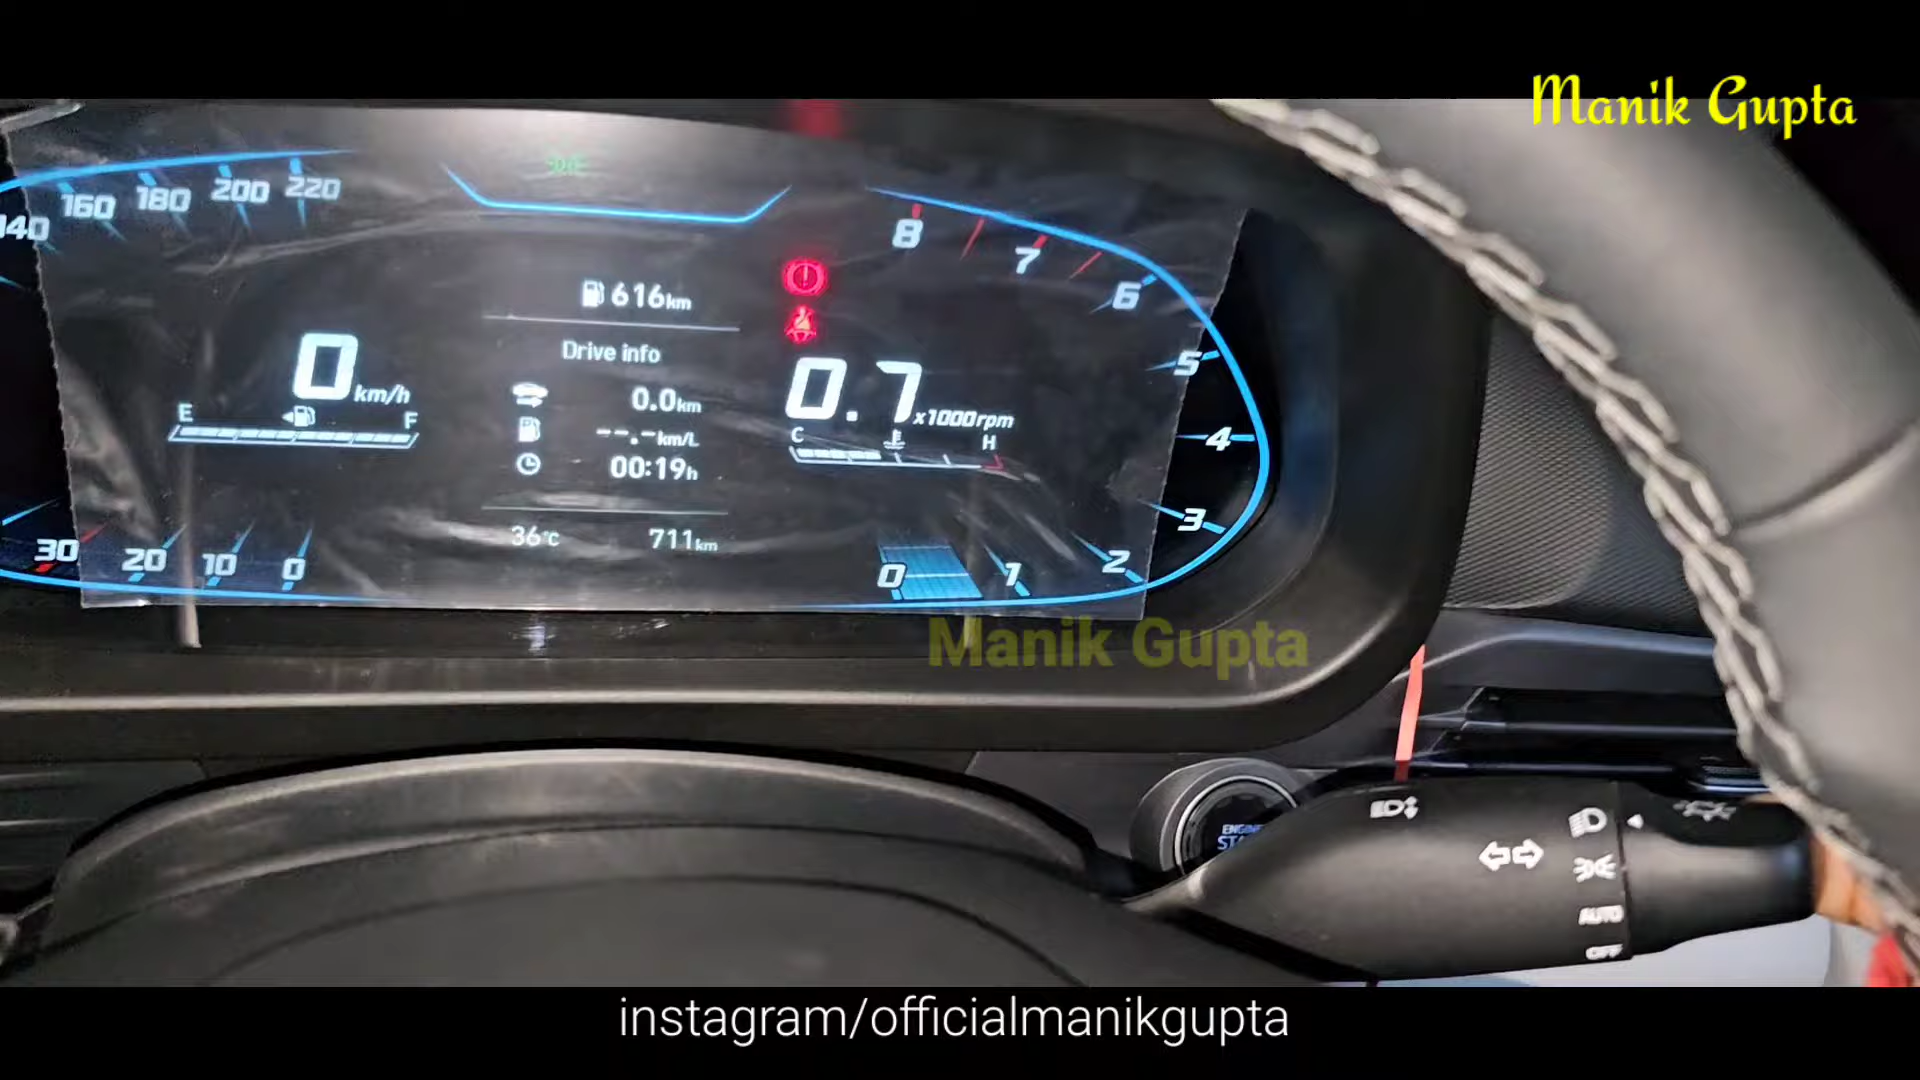 Manik Gupta
140 160 180 200 220
8 7 6 5 4 3 2 1 0
616km
Drive info
0 km/h
E F
0.0km
--.-km/L
00:19h
0.7 x1000rpm
C H
36°C 711km
30 20 10 0
Manik Gupta
ENGINE
AUTO
OFF
instagram/officialmanikgupta